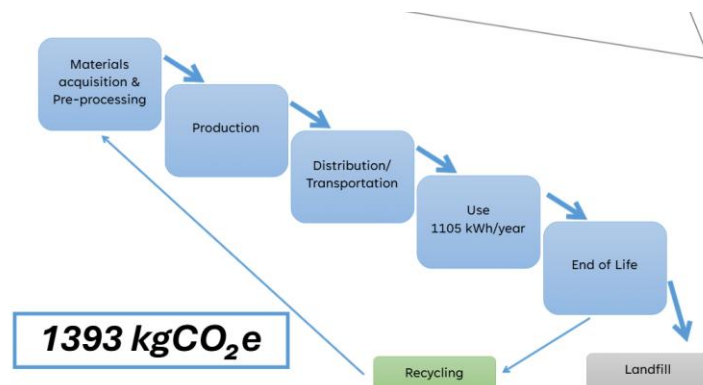 Materials
acquisition &
Pre-processing
Production
Distribution/
Transportation
Use
1105 kWh/year
End of Life
1393 kgCO₂e
Recycling
Landfill